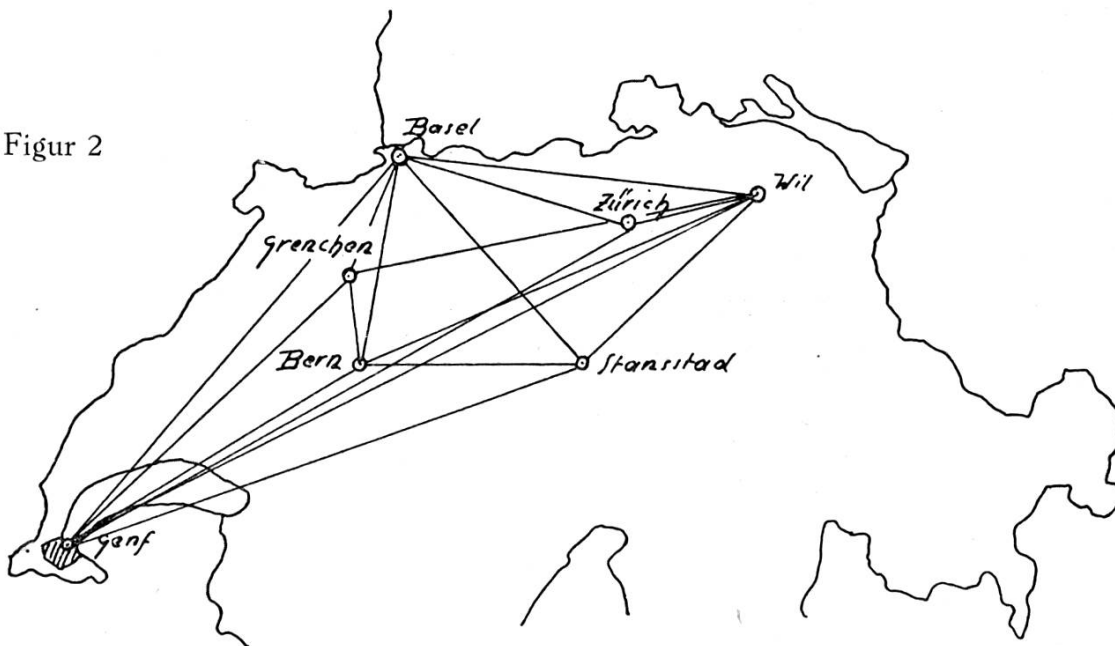 Figur 2
Basel
Wil
Zürich
Grenchen
Bern
Stansstad
Genf